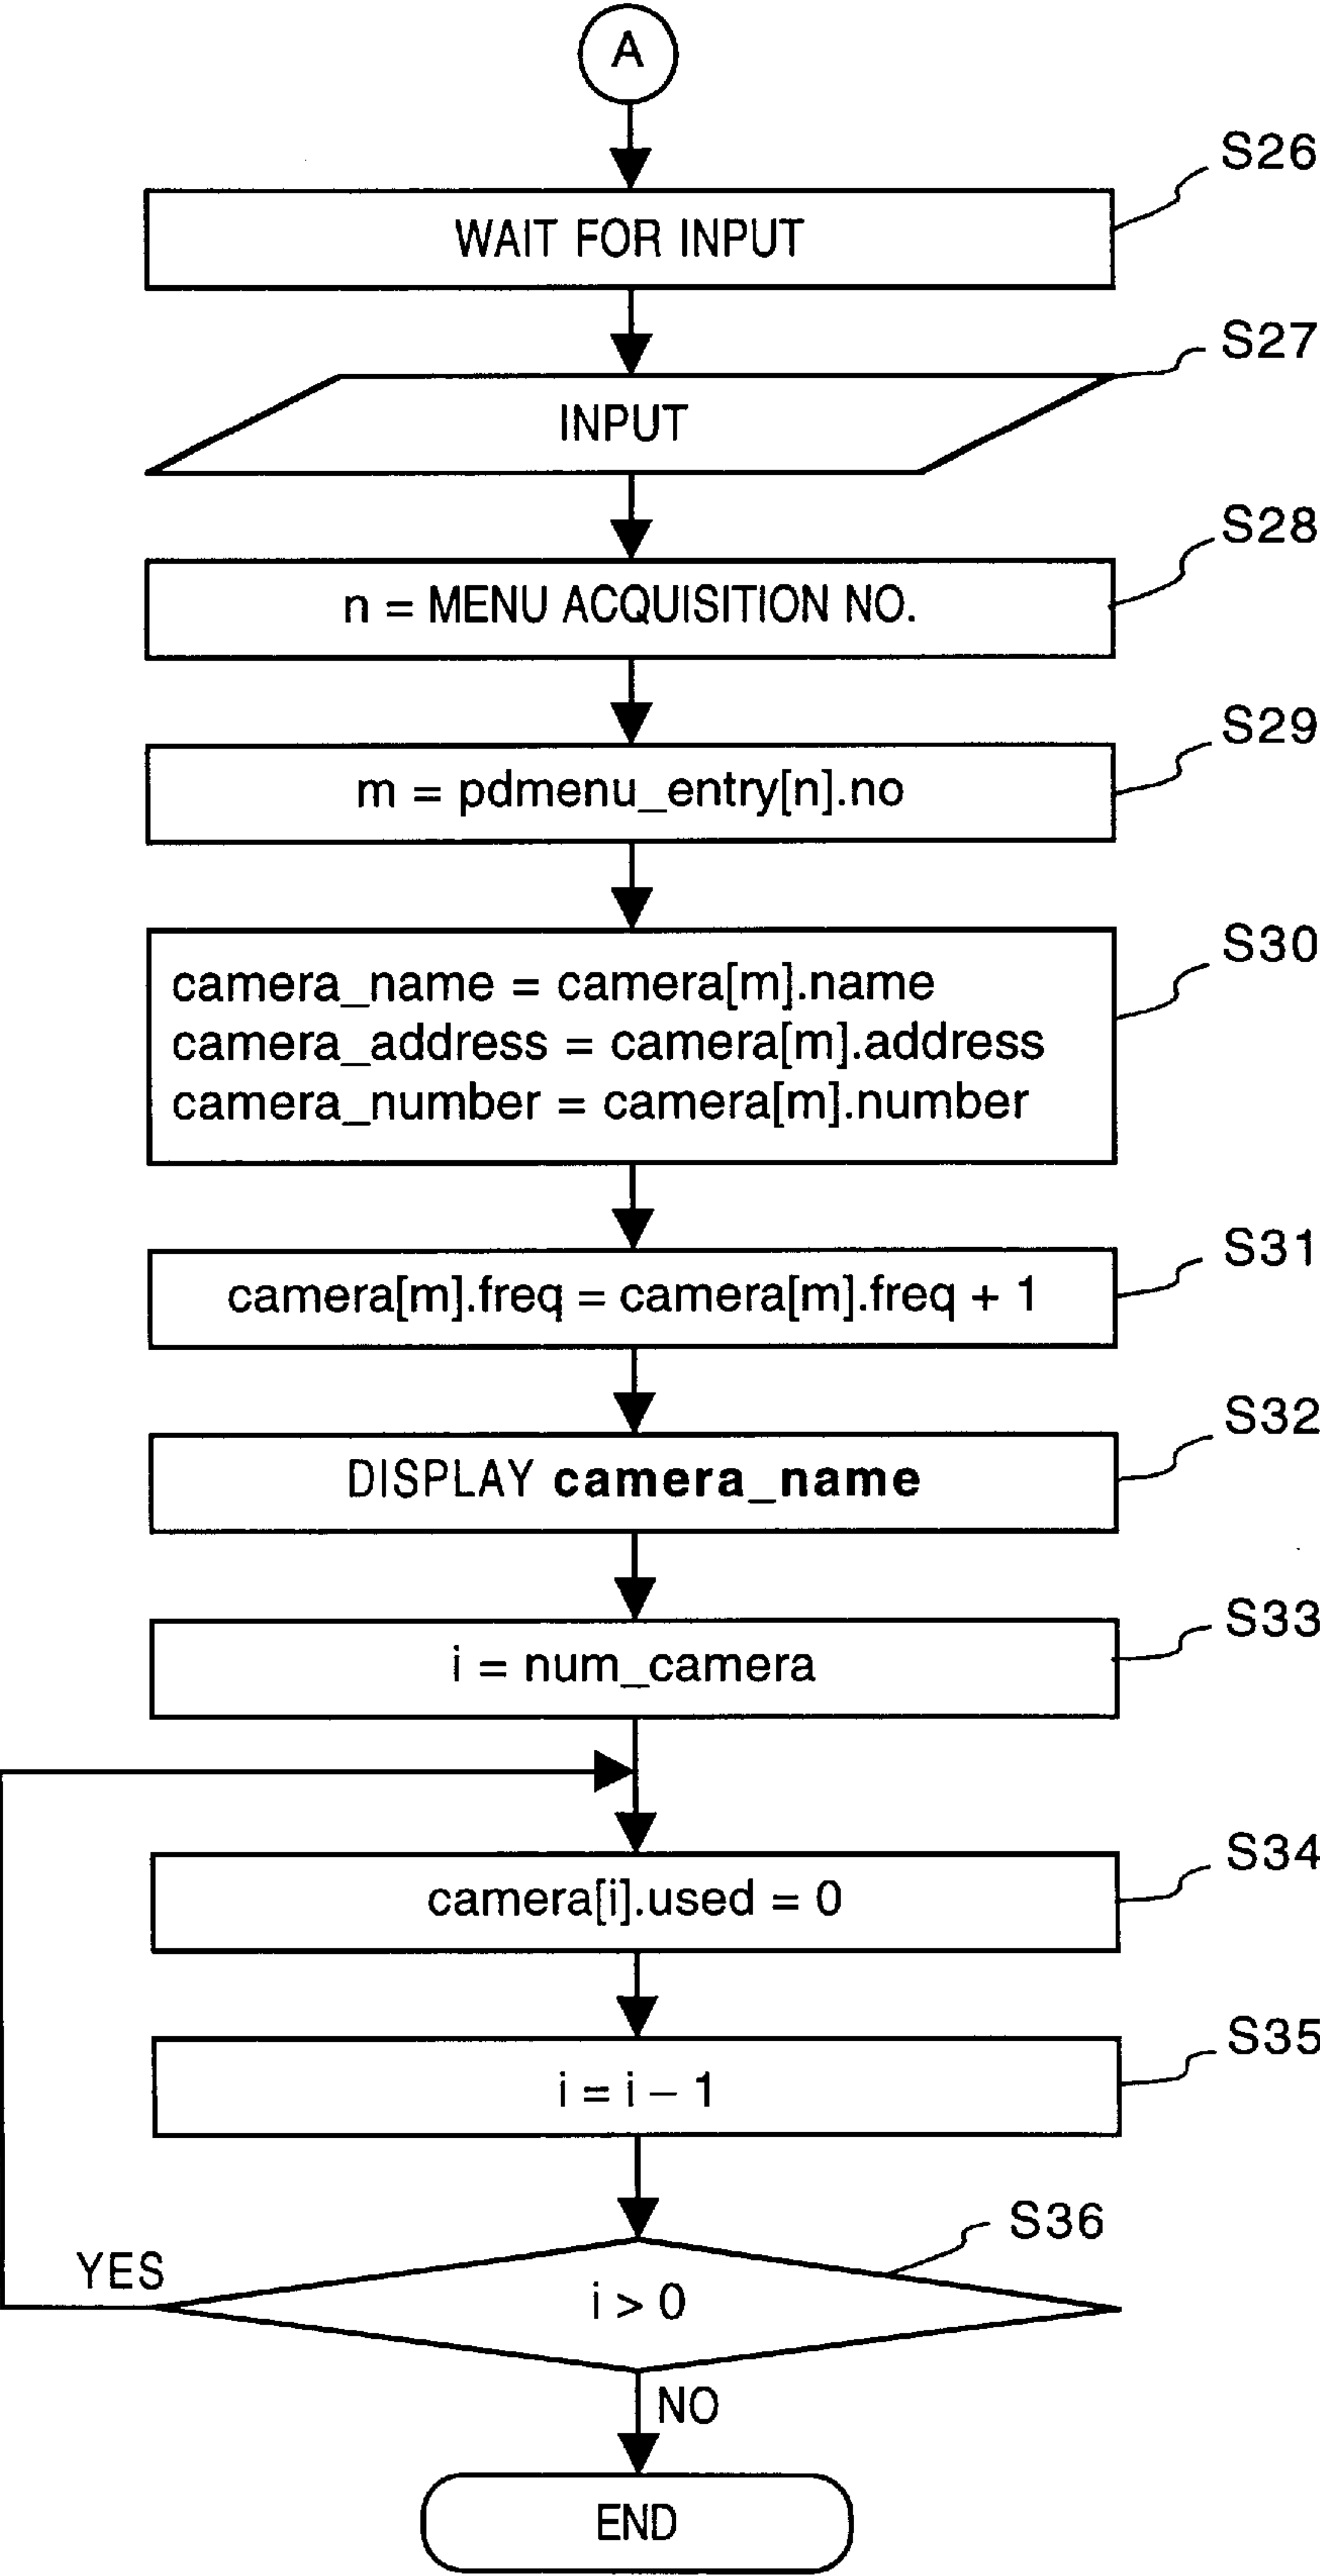 A
S26
WAIT FOR INPUT
S27
INPUT
S28
n = MENU ACQUISITION NO.
S29
m = pdmenu_entry[n].no
S30
camera_name = camera[m].name
camera_address = camera[m].address
camera_number = camera[m].number
S31
camera[m].freq = camera[m].freq + 1
S32
DISPLAY camera_name
S33
i = num_camera
S34
camera[i].used = 0
S35
i = i – 1
S36
YES
i > 0
NO
END